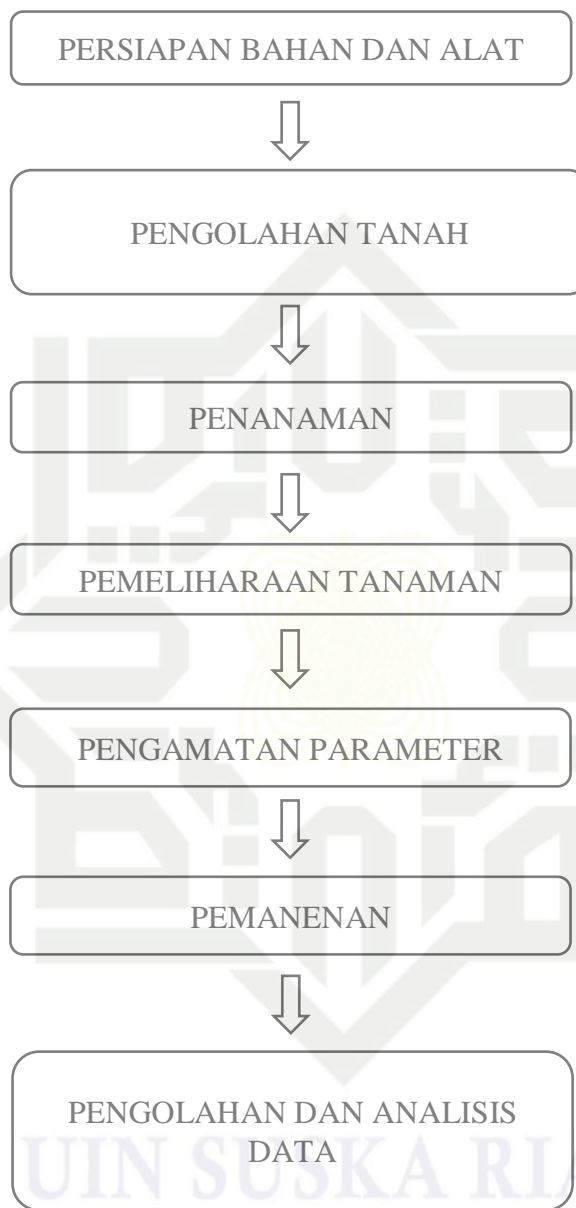 PERSIAPAN BAHAN DAN ALAT
PENGOLAHAN TANAH
PENANAMAN
PEMELIHARAAN TANAMAN
PENGAMATAN PARAMETER
PEMANENAN
PENGOLAHAN DAN ANALISIS
DATA
UIN SUSKA RIA